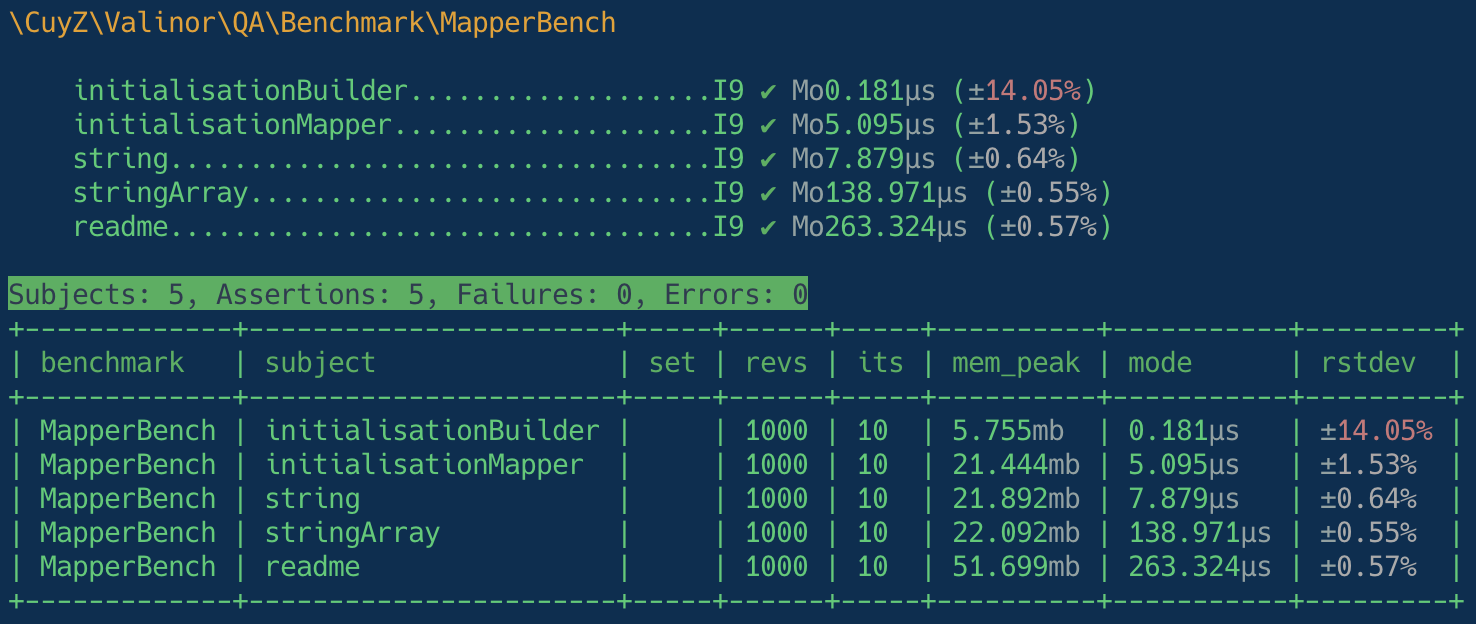 \CuyZ\Valinor\QA\Benchmark\MapperBench
    initialisationBuilder...................I9 ✔ Mo0.181μs (±14.05%)
    initialisationMapper....................I9 ✔ Mo5.095μs (±1.53%)
    string..................................I9 ✔ Mo7.879μs (±0.64%)
    stringArray.............................I9 ✔ Mo138.971μs (±0.55%)
    readme..................................I9 ✔ Mo263.324μs (±0.57%)
Subjects: 5, Assertions: 5, Failures: 0, Errors: 0
+-------------+-----------------------+-----+------+-----+----------+-----------+---------+
| benchmark   | subject               | set | revs | its | mem_peak | mode      | rstdev  |
+-------------+-----------------------+-----+------+-----+----------+-----------+---------+
| MapperBench | initialisationBuilder |     | 1000 | 10  | 5.755mb  | 0.181μs   | ±14.05% |
| MapperBench | initialisationMapper  |     | 1000 | 10  | 21.444mb | 5.095μs   | ±1.53%  |
| MapperBench | string                |     | 1000 | 10  | 21.892mb | 7.879μs   | ±0.64%  |
| MapperBench | stringArray           |     | 1000 | 10  | 22.092mb | 138.971μs | ±0.55%  |
| MapperBench | readme                |     | 1000 | 10  | 51.699mb | 263.324μs | ±0.57%  |
+-------------+-----------------------+-----+------+-----+----------+-----------+---------+